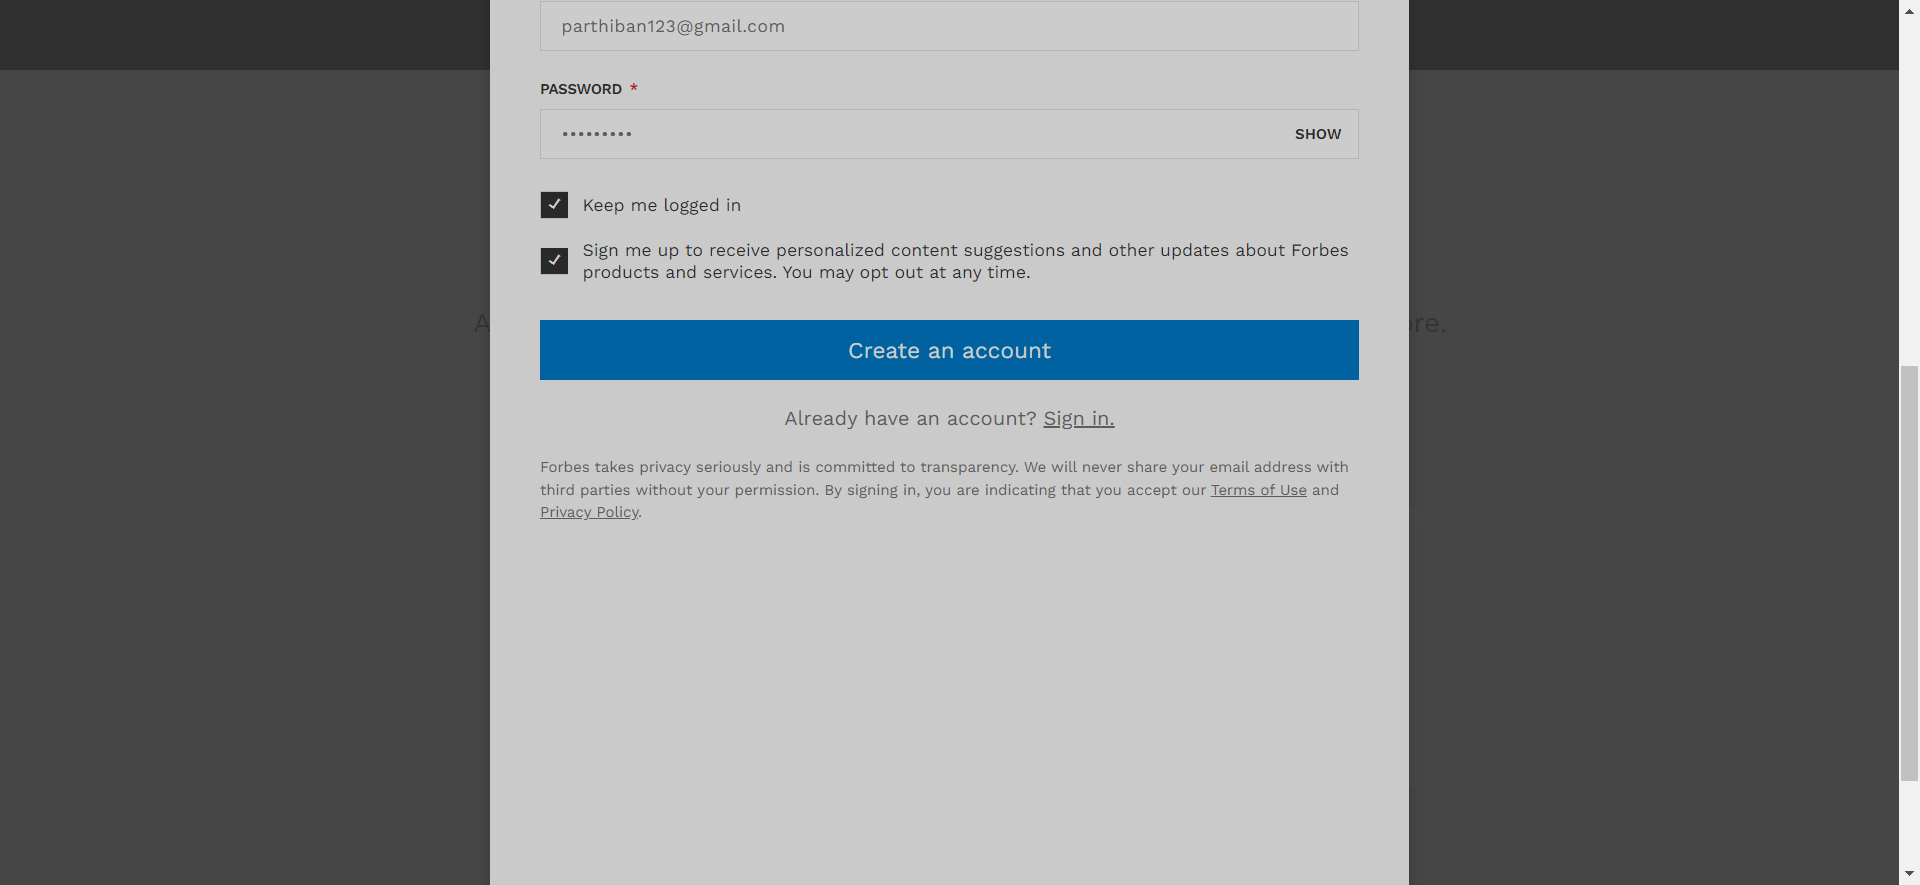 parthiban123@gmail.com
PASSWORD *
•••••••••
SHOW
Keep me logged in
Sign me up to receive personalized content suggestions and other updates about Forbes
products and services. You may opt out at any time.
Create an account
Already have an account? Sign in.
Forbes takes privacy seriously and is committed to transparency. We will never share your email address with
third parties without your permission. By signing in, you are indicating that you accept our Terms of Use and
Privacy Policy.